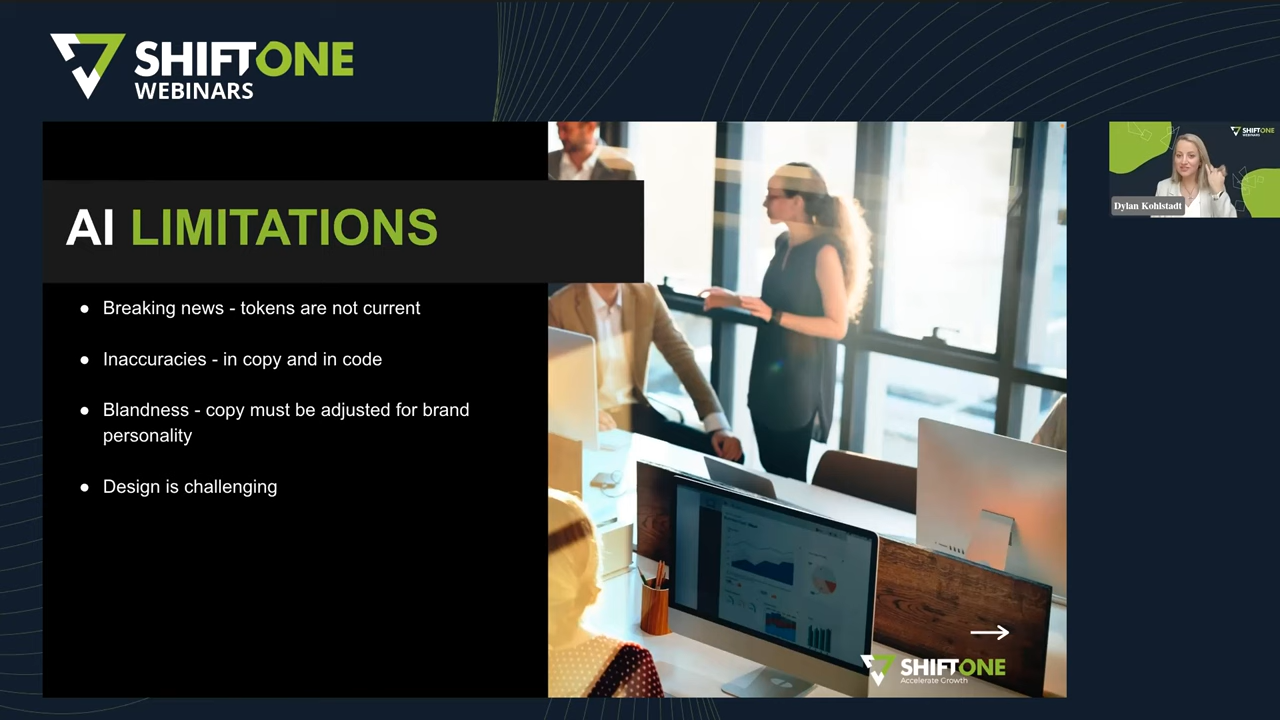 SHIFTONE
WEBINARS
SHIFTONE
WEBINARS
Dylan Kohlstadt
AI LIMITATIONS
● Breaking news - tokens are not current
● Inaccuracies - in copy and in code
● Blandness - copy must be adjusted for brand
personality
● Design is challenging
SHIFTONE
Accelerate Growth